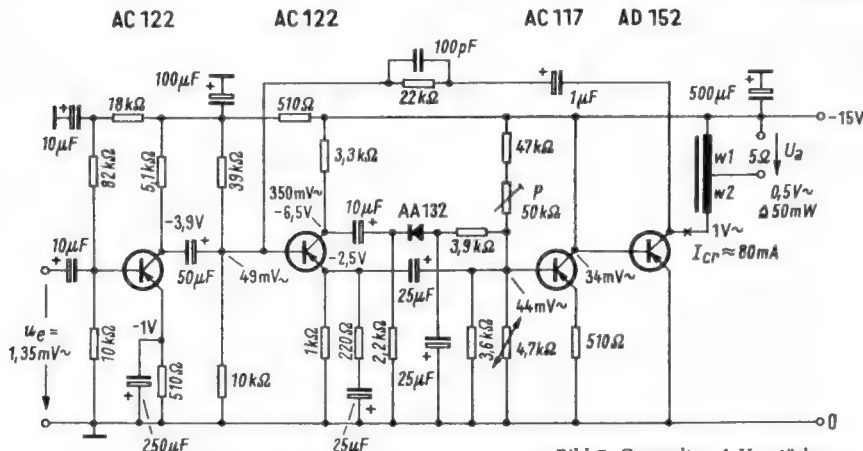 AC 122
AC 122
AC 117
AD 152
100pF
100µF
18kΩ
510Ω
22kΩ
1µF
500µF
-15V
10µF
82kΩ
5,1kΩ
39kΩ
3,3kΩ
47kΩ
w1
5Ω
Ua
350mV~
-6,5V
10µF
AA132
P
50kΩ
w2
0,5V~
≙ 50mW
-3,9V
10µF
3,9kΩ
1V~
50µF
49mV~
-2,5V
ICr≈80mA
25µF
44mV~
34mV~
ue =
1,35mV~
10kΩ
-1V
510Ω
10kΩ
1kΩ
220Ω
2,2kΩ
25µF
3,6kΩ
4,7kΩ
510Ω
250µF
25µF
0